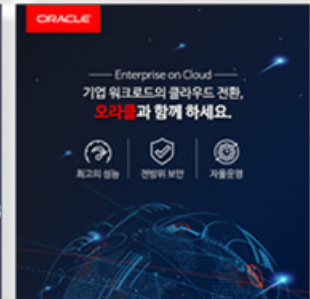 ORACLE
Enterprise on Cloud
기업 워크로드의 클라우드 전환,
오라클과 함께 하세요.
최고의 성능
전방위 보안
자율운영